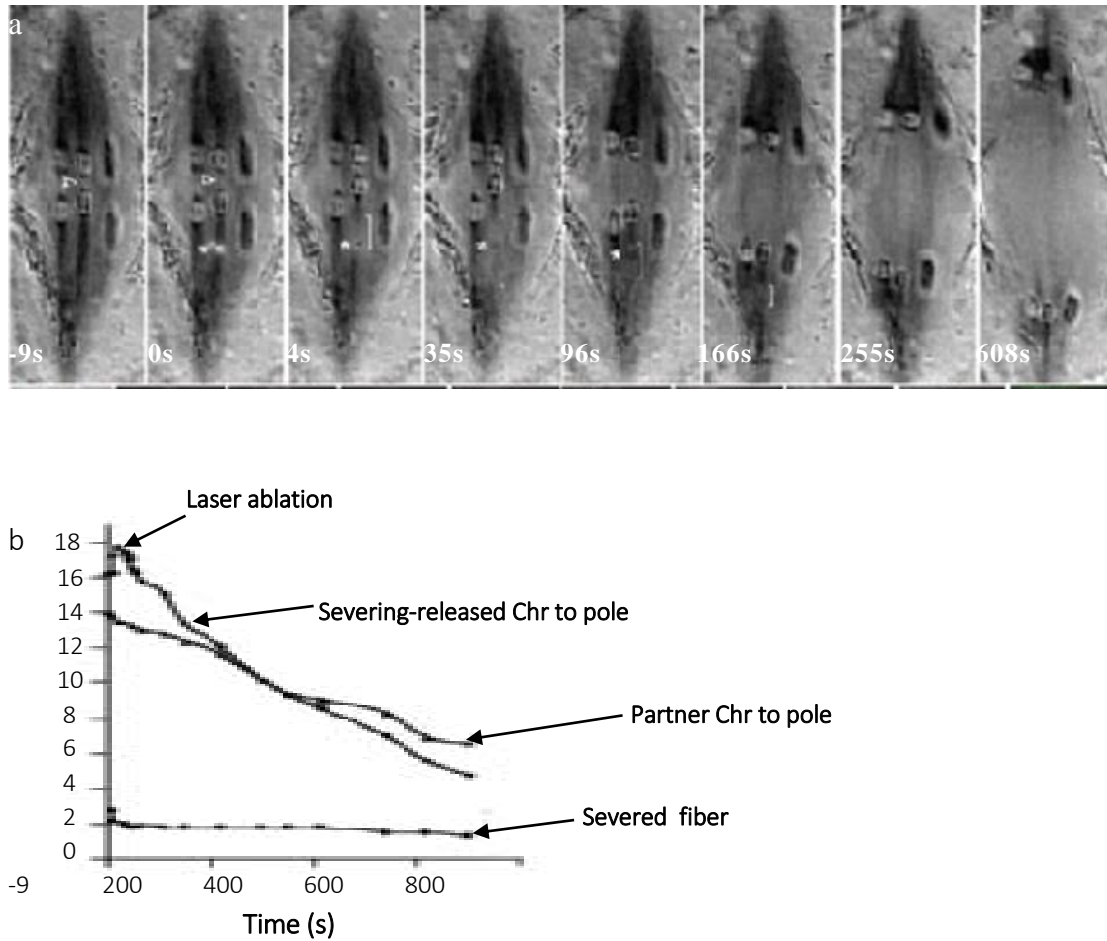 a
-9s 0s 4s 35s 96s 166s 255s 608s
Laser ablation
b
18
16
Severing-released Chr to pole
14
12
10
Partner Chr to pole
8
6
4
Severed fiber
2
0
-9 200 400 600 800
Time (s)